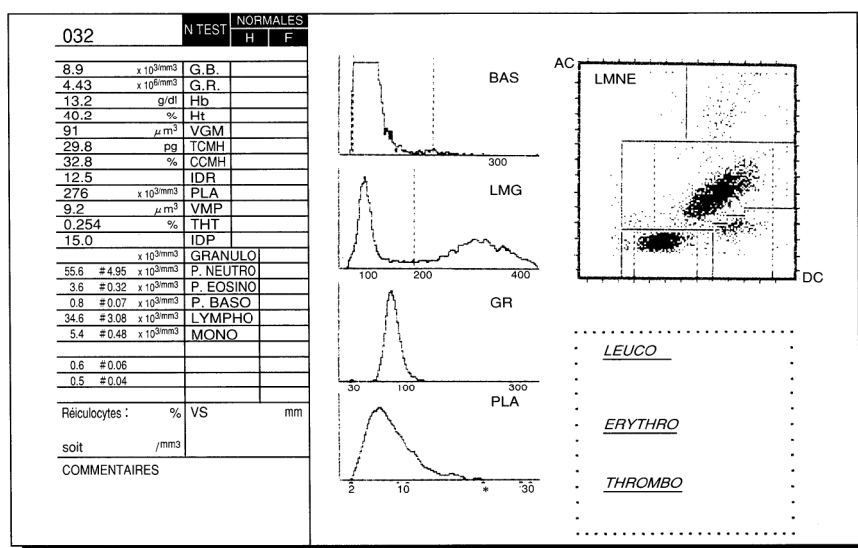 032 N TEST NORMALES
H F
8.9 x 10³/mm3 G.B.
4.43 x 10⁶/mm3 G.R.
13.2 g/dl Hb
40.2 % Ht
91 μm³ VGM
29.8 pg TCMH
32.8 % CCMH
12.5 IDR
276 x 10³/mm3 PLA
9.2 μm³ VMP
0.254 % THT
15.0 IDP
x 10³/mm3 GRANULO
55.6 #4.95 x 10³/mm3 P. NEUTRO
3.6 #0.32 x 10³/mm3 P. EOSINO
0.8 #0.07 x 10³/mm3 P. BASO
34.6 #3.08 x 10³/mm3 LYMPHO
5.4 #0.48 x 10³/mm3 MONO
0.6 #0.06
0.5 #0.04
Réiculocytes : % VS mm
soit /mm3
COMMENTAIRES
BAS
300
LMG
100 200 400
GR
30 100 300
PLA
2 10 * 30
AC
LMNE
DC
LEUCO
ERYTHRO
THROMBO